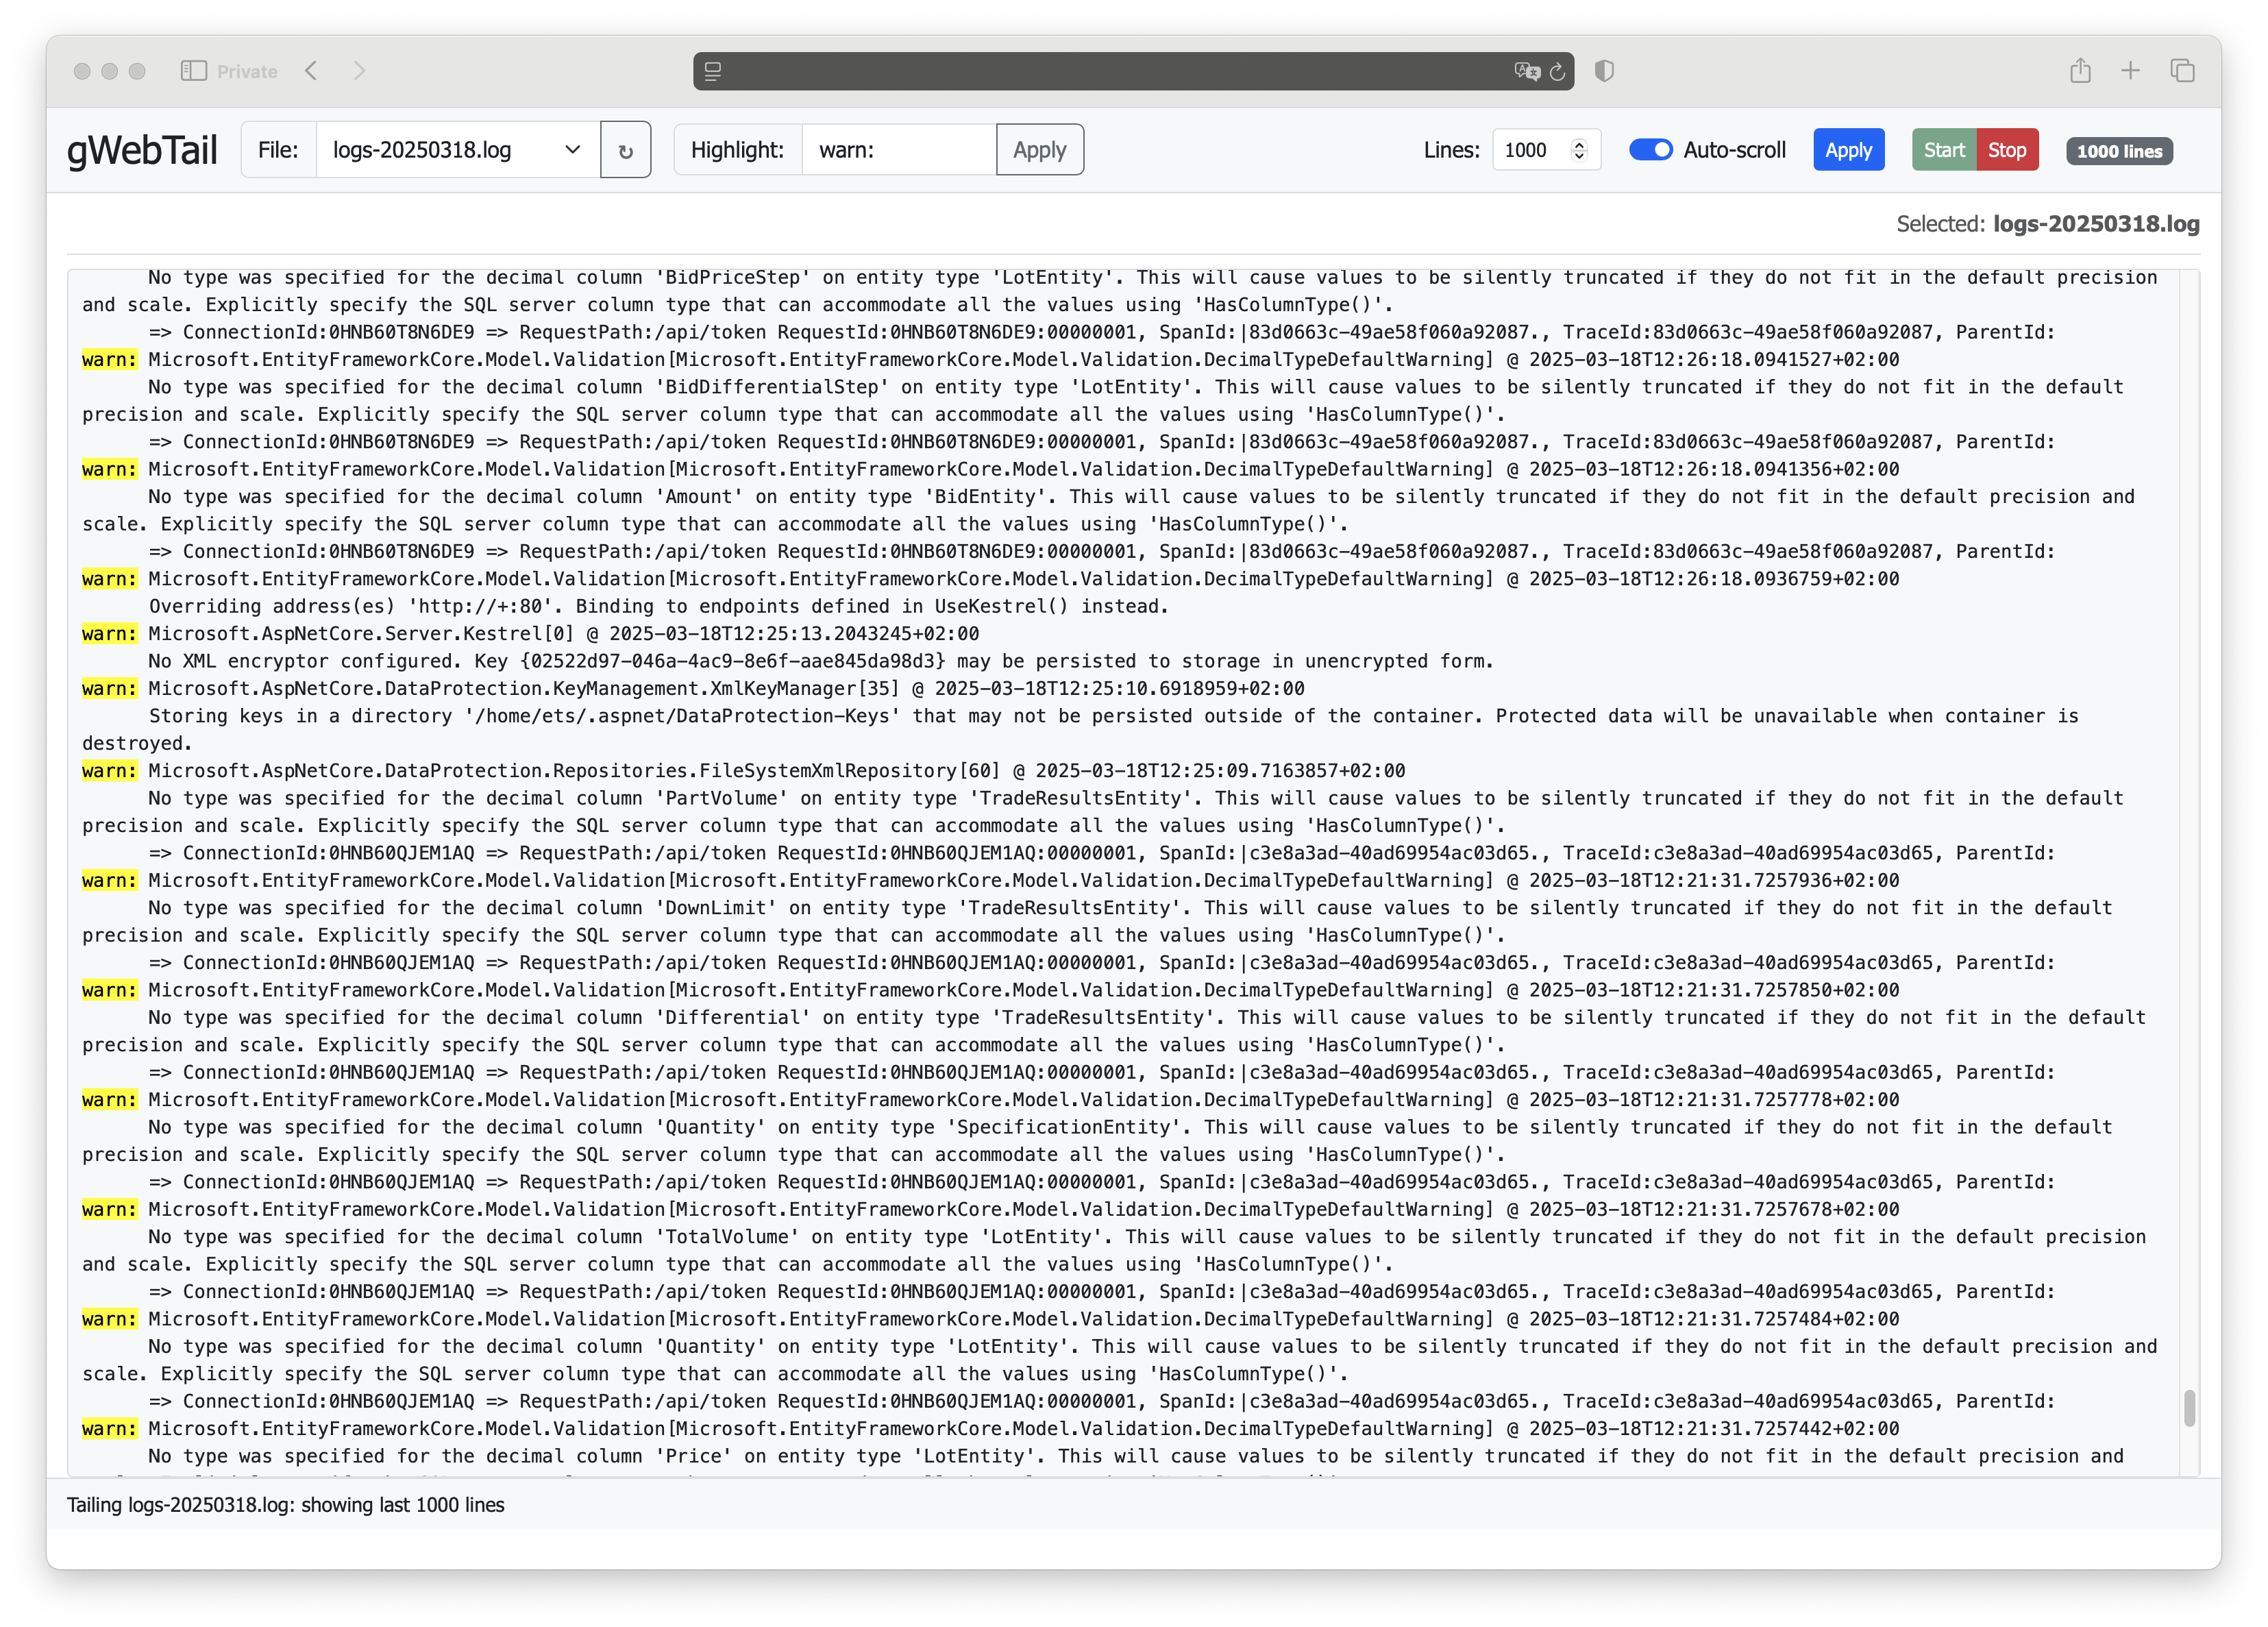 Private
gWebTail File: logs-20250318.log ↻ Highlight: warn: Apply Lines: 1000 Auto-scroll Apply Start Stop 1000 lines
Selected: logs-20250318.log
No type was specified for the decimal column 'BidPriceStep' on entity type 'LotEntity'. This will cause values to be silently truncated if they do not fit in the default precision
and scale. Explicitly specify the SQL server column type that can accommodate all the values using 'HasColumnType()'.
=> ConnectionId:0HNB60T8N6DE9 => RequestPath:/api/token RequestId:0HNB60T8N6DE9:00000001, SpanId:|83d0663c-49ae58f060a92087., TraceId:83d0663c-49ae58f060a92087, ParentId:
warn: Microsoft.EntityFrameworkCore.Model.Validation[Microsoft.EntityFrameworkCore.Model.Validation.DecimalTypeDefaultWarning] @ 2025-03-18T12:26:18.0941527+02:00
No type was specified for the decimal column 'BidDifferentialStep' on entity type 'LotEntity'. This will cause values to be silently truncated if they do not fit in the default
precision and scale. Explicitly specify the SQL server column type that can accommodate all the values using 'HasColumnType()'.
=> ConnectionId:0HNB60T8N6DE9 => RequestPath:/api/token RequestId:0HNB60T8N6DE9:00000001, SpanId:|83d0663c-49ae58f060a92087., TraceId:83d0663c-49ae58f060a92087, ParentId:
warn: Microsoft.EntityFrameworkCore.Model.Validation[Microsoft.EntityFrameworkCore.Model.Validation.DecimalTypeDefaultWarning] @ 2025-03-18T12:26:18.0941356+02:00
No type was specified for the decimal column 'Amount' on entity type 'BidEntity'. This will cause values to be silently truncated if they do not fit in the default precision and
scale. Explicitly specify the SQL server column type that can accommodate all the values using 'HasColumnType()'.
=> ConnectionId:0HNB60T8N6DE9 => RequestPath:/api/token RequestId:0HNB60T8N6DE9:00000001, SpanId:|83d0663c-49ae58f060a92087., TraceId:83d0663c-49ae58f060a92087, ParentId:
warn: Microsoft.EntityFrameworkCore.Model.Validation[Microsoft.EntityFrameworkCore.Model.Validation.DecimalTypeDefaultWarning] @ 2025-03-18T12:26:18.0936759+02:00
Overriding address(es) 'http://+:80'. Binding to endpoints defined in UseKestrel() instead.
warn: Microsoft.AspNetCore.Server.Kestrel[0] @ 2025-03-18T12:25:13.2043245+02:00
No XML encryptor configured. Key {02522d97-046a-4ac9-8e6f-aae845da98d3} may be persisted to storage in unencrypted form.
warn: Microsoft.AspNetCore.DataProtection.KeyManagement.XmlKeyManager[35] @ 2025-03-18T12:25:10.6918959+02:00
Storing keys in a directory '/home/ets/.aspnet/DataProtection-Keys' that may not be persisted outside of the container. Protected data will be unavailable when container is
destroyed.
warn: Microsoft.AspNetCore.DataProtection.Repositories.FileSystemXmlRepository[60] @ 2025-03-18T12:25:09.7163857+02:00
No type was specified for the decimal column 'PartVolume' on entity type 'TradeResultsEntity'. This will cause values to be silently truncated if they do not fit in the default
precision and scale. Explicitly specify the SQL server column type that can accommodate all the values using 'HasColumnType()'.
=> ConnectionId:0HNB60QJEM1AQ => RequestPath:/api/token RequestId:0HNB60QJEM1AQ:00000001, SpanId:|c3e8a3ad-40ad69954ac03d65., TraceId:c3e8a3ad-40ad69954ac03d65, ParentId:
warn: Microsoft.EntityFrameworkCore.Model.Validation[Microsoft.EntityFrameworkCore.Model.Validation.DecimalTypeDefaultWarning] @ 2025-03-18T12:21:31.7257936+02:00
No type was specified for the decimal column 'DownLimit' on entity type 'TradeResultsEntity'. This will cause values to be silently truncated if they do not fit in the default
precision and scale. Explicitly specify the SQL server column type that can accommodate all the values using 'HasColumnType()'.
=> ConnectionId:0HNB60QJEM1AQ => RequestPath:/api/token RequestId:0HNB60QJEM1AQ:00000001, SpanId:|c3e8a3ad-40ad69954ac03d65., TraceId:c3e8a3ad-40ad69954ac03d65, ParentId:
warn: Microsoft.EntityFrameworkCore.Model.Validation[Microsoft.EntityFrameworkCore.Model.Validation.DecimalTypeDefaultWarning] @ 2025-03-18T12:21:31.7257850+02:00
No type was specified for the decimal column 'Differential' on entity type 'TradeResultsEntity'. This will cause values to be silently truncated if they do not fit in the default
precision and scale. Explicitly specify the SQL server column type that can accommodate all the values using 'HasColumnType()'.
=> ConnectionId:0HNB60QJEM1AQ => RequestPath:/api/token RequestId:0HNB60QJEM1AQ:00000001, SpanId:|c3e8a3ad-40ad69954ac03d65., TraceId:c3e8a3ad-40ad69954ac03d65, ParentId:
warn: Microsoft.EntityFrameworkCore.Model.Validation[Microsoft.EntityFrameworkCore.Model.Validation.DecimalTypeDefaultWarning] @ 2025-03-18T12:21:31.7257778+02:00
No type was specified for the decimal column 'Quantity' on entity type 'SpecificationEntity'. This will cause values to be silently truncated if they do not fit in the default
precision and scale. Explicitly specify the SQL server column type that can accommodate all the values using 'HasColumnType()'.
=> ConnectionId:0HNB60QJEM1AQ => RequestPath:/api/token RequestId:0HNB60QJEM1AQ:00000001, SpanId:|c3e8a3ad-40ad69954ac03d65., TraceId:c3e8a3ad-40ad69954ac03d65, ParentId:
warn: Microsoft.EntityFrameworkCore.Model.Validation[Microsoft.EntityFrameworkCore.Model.Validation.DecimalTypeDefaultWarning] @ 2025-03-18T12:21:31.7257678+02:00
No type was specified for the decimal column 'TotalVolume' on entity type 'LotEntity'. This will cause values to be silently truncated if they do not fit in the default precision
and scale. Explicitly specify the SQL server column type that can accommodate all the values using 'HasColumnType()'.
=> ConnectionId:0HNB60QJEM1AQ => RequestPath:/api/token RequestId:0HNB60QJEM1AQ:00000001, SpanId:|c3e8a3ad-40ad69954ac03d65., TraceId:c3e8a3ad-40ad69954ac03d65, ParentId:
warn: Microsoft.EntityFrameworkCore.Model.Validation[Microsoft.EntityFrameworkCore.Model.Validation.DecimalTypeDefaultWarning] @ 2025-03-18T12:21:31.7257484+02:00
No type was specified for the decimal column 'Quantity' on entity type 'LotEntity'. This will cause values to be silently truncated if they do not fit in the default precision and
scale. Explicitly specify the SQL server column type that can accommodate all the values using 'HasColumnType()'.
=> ConnectionId:0HNB60QJEM1AQ => RequestPath:/api/token RequestId:0HNB60QJEM1AQ:00000001, SpanId:|c3e8a3ad-40ad69954ac03d65., TraceId:c3e8a3ad-40ad69954ac03d65, ParentId:
warn: Microsoft.EntityFrameworkCore.Model.Validation[Microsoft.EntityFrameworkCore.Model.Validation.DecimalTypeDefaultWarning] @ 2025-03-18T12:21:31.7257442+02:00
No type was specified for the decimal column 'Price' on entity type 'LotEntity'. This will cause values to be silently truncated if they do not fit in the default precision and
Tailing logs-20250318.log: showing last 1000 lines